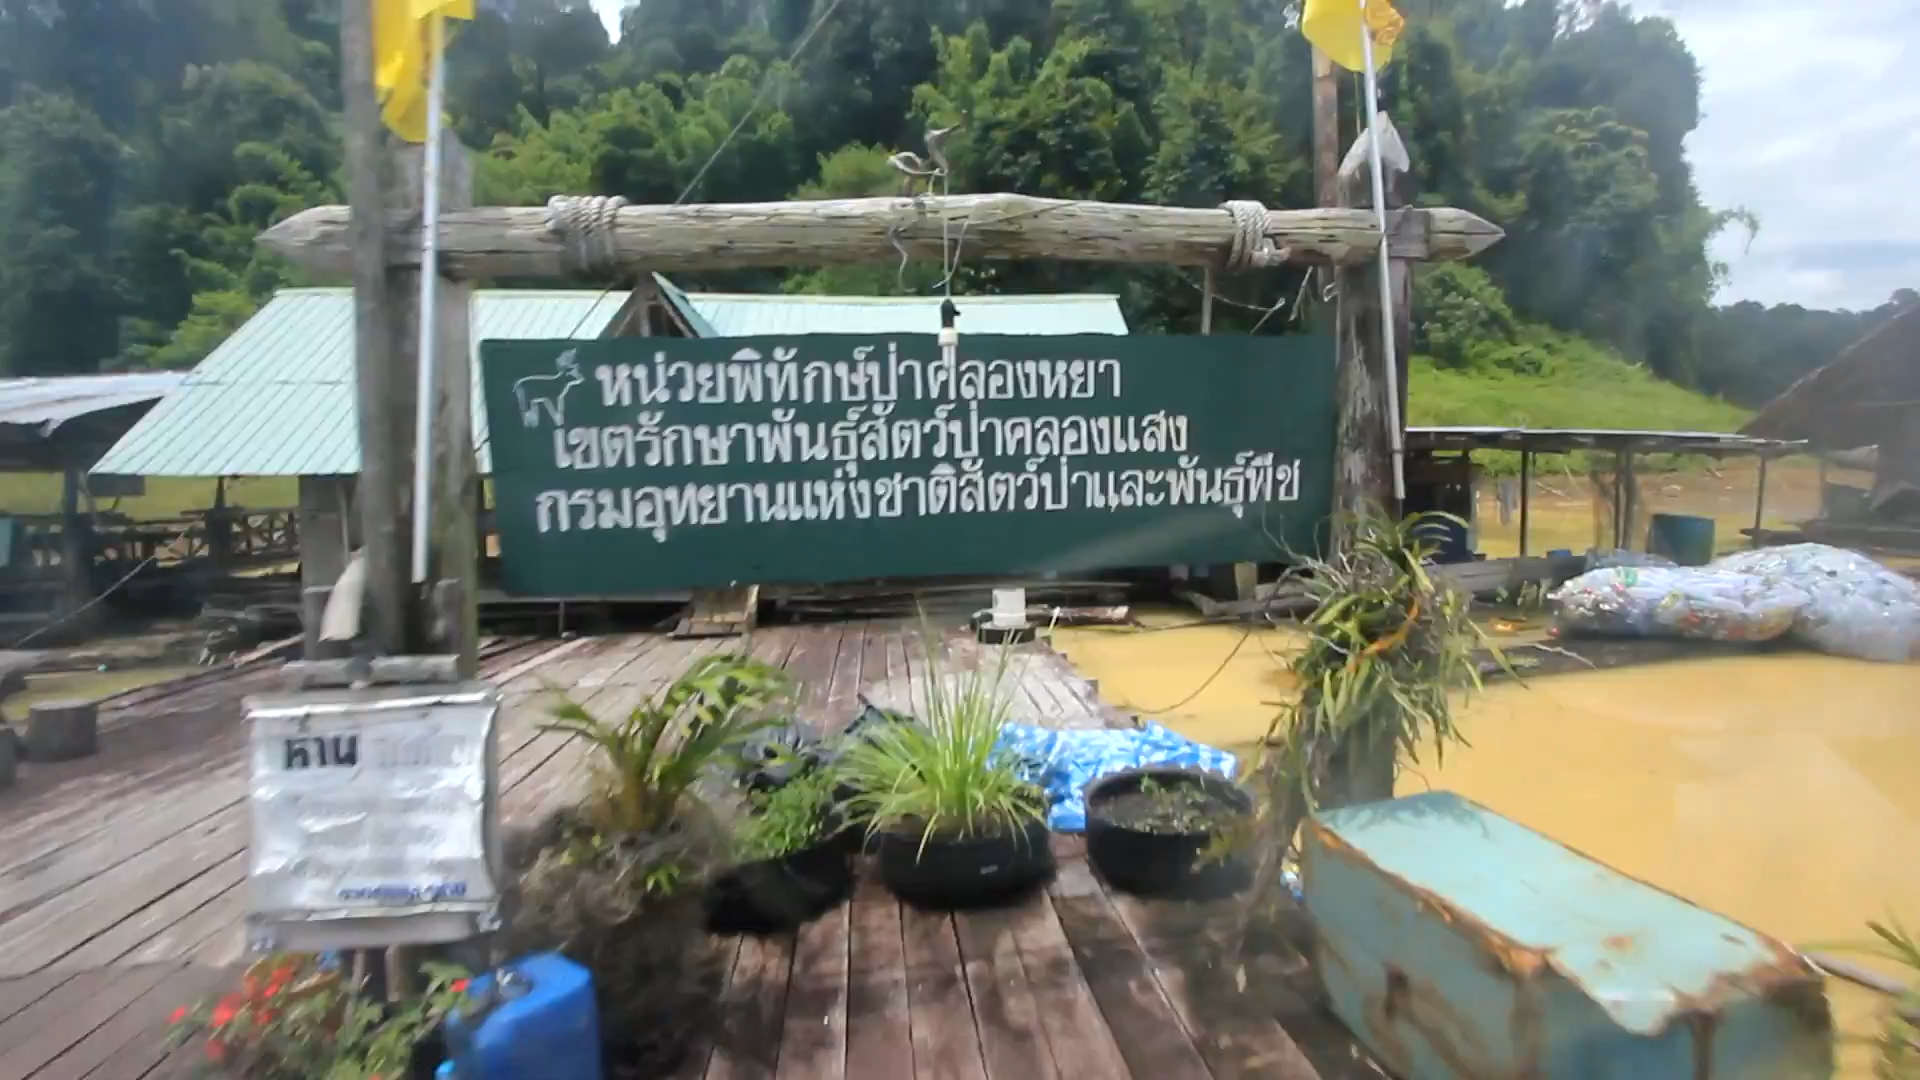 หน่วยพิทักษ์ป่าคลองหยา
เขตรักษาพันธุ์สัตว์ป่าคลองแสง
กรมอุทยานแห่งชาติสัตว์ป่าและพันธุ์พืช
ห้าม